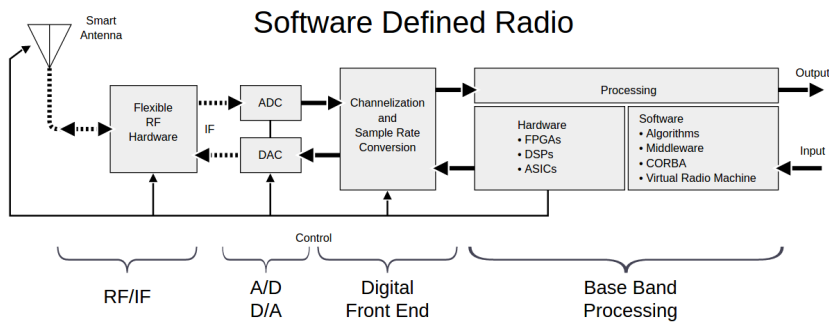 Software Defined Radio
Smart
Antenna
Flexible
RF
Hardware
IF
ADC
DAC
Channelization
and
Sample Rate
Conversion
Processing
Hardware
• FPGAs
• DSPs
• ASICs
Software
• Algorithms
• Middleware
• CORBA
• Virtual Radio Machine
Output
Input
Control
RF/IF
A/D
D/A
Digital
Front End
Base Band
Processing